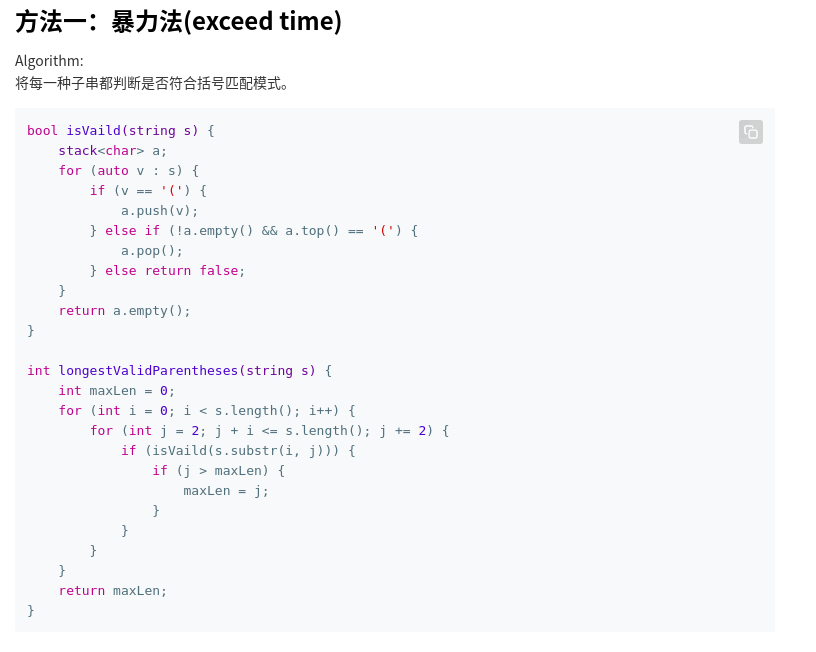 方法一：暴力法(exceed time)
Algorithm:
将每一种子串都判断是否符合括号匹配模式。
bool isVaild(string s) {
    stack<char> a;
    for (auto v : s) {
        if (v == '(') {
            a.push(v);
        } else if (!a.empty() && a.top() == '(') {
            a.pop();
        } else return false;
    }
    return a.empty();
}

int longestValidParentheses(string s) {
    int maxLen = 0;
    for (int i = 0; i < s.length(); i++) {
        for (int j = 2; j + i <= s.length(); j += 2) {
            if (isVaild(s.substr(i, j))) {
                if (j > maxLen) {
                    maxLen = j;
                }
            }
        }
    }
    return maxLen;
}